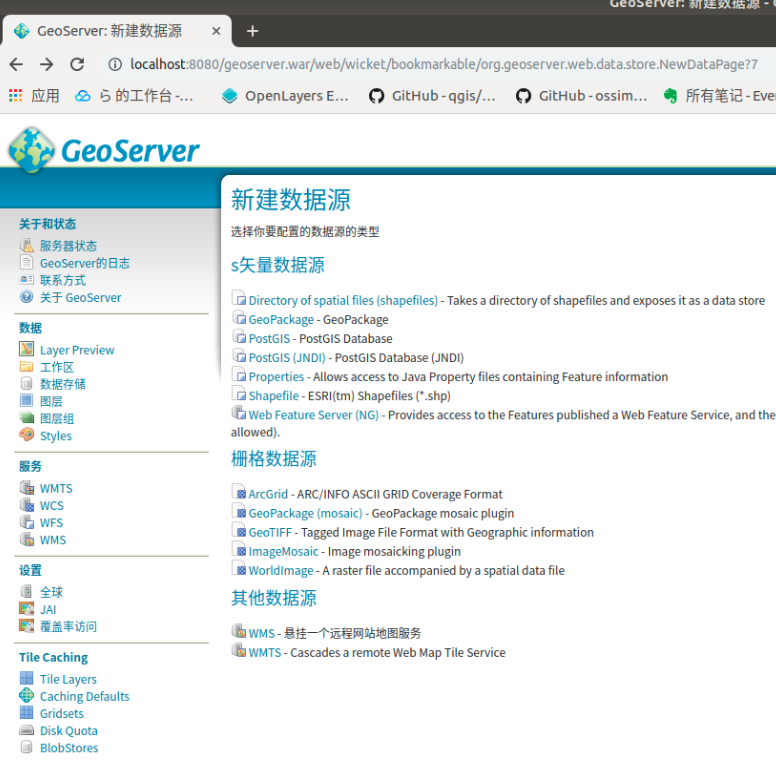 GeoServer: 新建数据源 -
GeoServer: 新建数据源
localhost:8080/geoserver.war/web/wicket/bookmarkable/org.geoserver.web.data.store.NewDataPage?7
应用 ら 的工作台 -... OpenLayers E... GitHub - qgis/... GitHub - ossim... 所有笔记 - Ever
GeoServer
关于和状态
服务器状态
GeoServer的日志
联系方式
关于 GeoServer
数据
Layer Preview
工作区
数据存储
图层
图层组
Styles
服务
WMTS
WCS
WFS
WMS
设置
全球
JAI
覆盖率访问
Tile Caching
Tile Layers
Caching Defaults
Gridsets
Disk Quota
BlobStores
新建数据源
选择你要配置的数据源的类型
s矢量数据源
Directory of spatial files (shapefiles) - Takes a directory of shapefiles and exposes it as a data store
GeoPackage - GeoPackage
PostGIS - PostGIS Database
PostGIS (JNDI) - PostGIS Database (JNDI)
Properties - Allows access to Java Property files containing Feature information
Shapefile - ESRI(tm) Shapefiles (*.shp)
Web Feature Server (NG) - Provides access to the Features published a Web Feature Service, and the
allowed).
栅格数据源
ArcGrid - ARC/INFO ASCII GRID Coverage Format
GeoPackage (mosaic) - GeoPackage mosaic plugin
GeoTIFF - Tagged Image File Format with Geographic information
ImageMosaic - Image mosaicking plugin
WorldImage - A raster file accompanied by a spatial data file
其他数据源
WMS - 悬挂一个远程网站地图服务
WMTS - Cascades a remote Web Map Tile Service